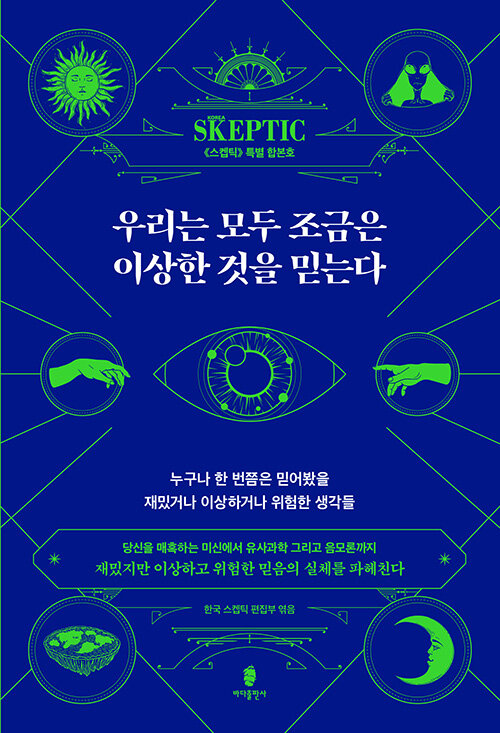 KOREA
SKEPTIC
《스켑틱》 특별 합본호
우리는 모두 조금은
이상한 것을 믿는다
누구나 한 번쯤은 믿어봤을
재밌거나 이상하거나 위험한 생각들
당신을 매혹하는 미신에서 유사과학 그리고 음모론까지
재밌지만 이상하고 위험한 믿음의 실체를 파헤친다
한국 스켑틱 편집부 엮음
바다출판사